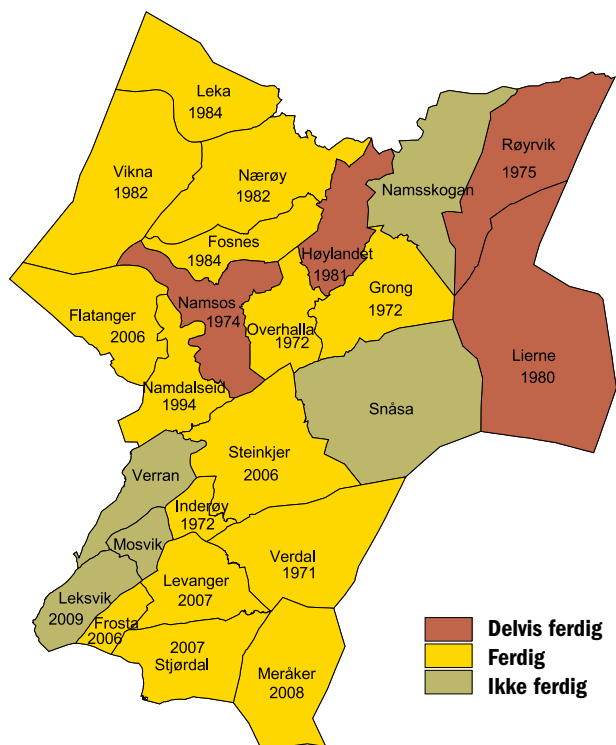 Leka
1984
Vikna
1982
Nærøy
1982
Namsskogan
Røyrvik
1975
Fosnes
1984
Høylandet
1981
Namsos
1974
Grong
1972
Flatanger
2006
Overhalla
1972
Lierne
1980
Namdalseid
1994
Snåsa
Steinkjer
2006
Verran
Inderøy
1972
Mosvik
Verdal
1971
Levanger
2007
Leksvik
2009
Frosta
2006
2007
Stjørdal
Meråker
2008
Delvis ferdig
Ferdig
Ikke ferdig